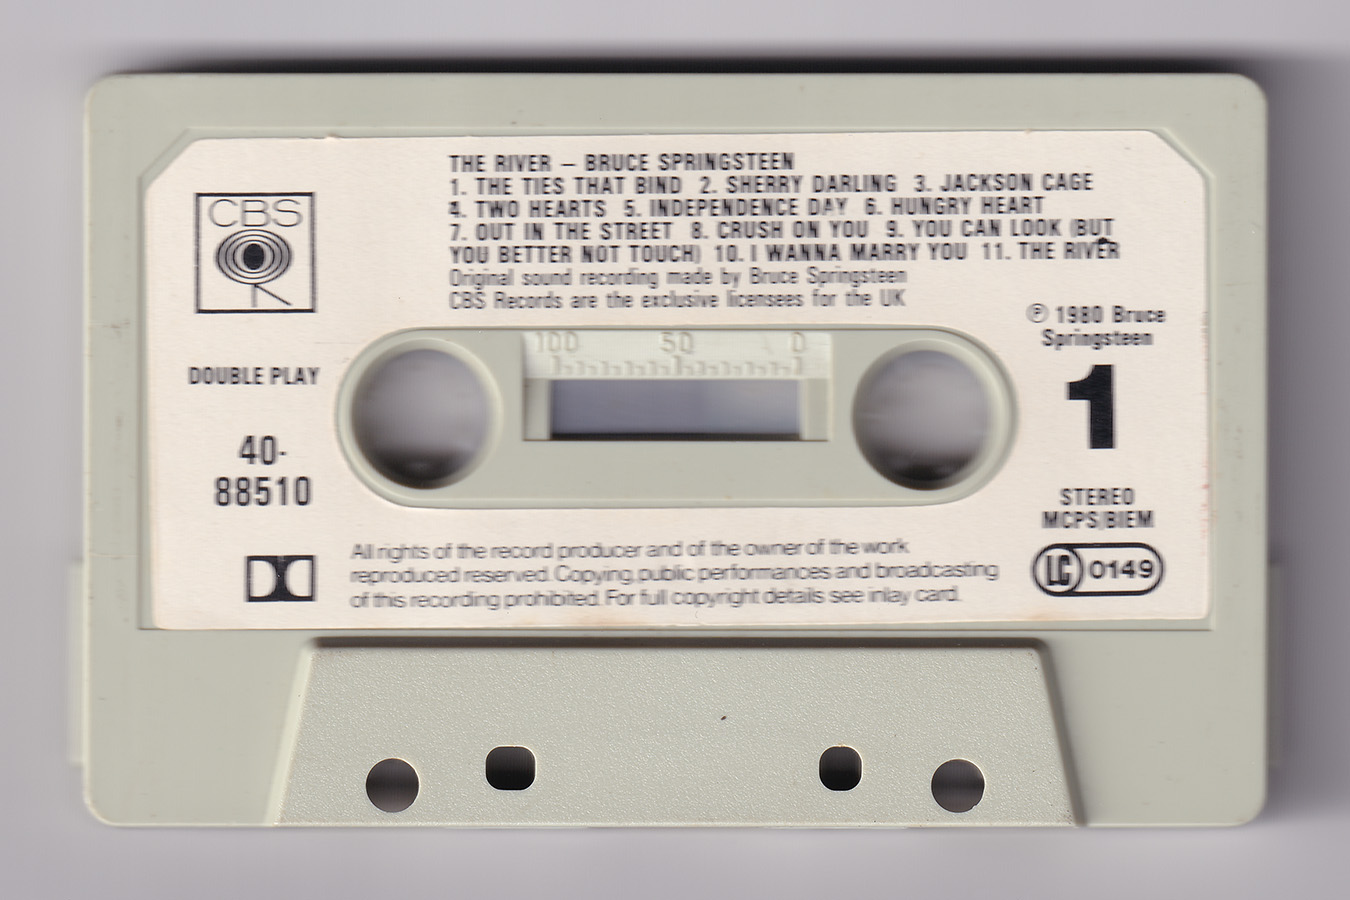 THE RIVER – BRUCE SPRINGSTEEN
1. THE TIES THAT BIND 2. SHERRY DARLING 3. JACKSON CAGE
4. TWO HEARTS 5. INDEPENDENCE DAY 6. HUNGRY HEART
7. OUT IN THE STREET 8. CRUSH ON YOU 9. YOU CAN LOOK (BUT
YOU BETTER NOT TOUCH) 10. I WANNA MARRY YOU 11. THE RIVER
Original sound recording made by Bruce Springsteen
CBS Records are the exclusive licensees for the UK
CBS
℗ 1980 Bruce
Springsteen
100 50 0
DOUBLE PLAY
1
40-
88510
STEREO
MCPS/BIEM
LC 0149
All rights of the record producer and of the owner of the work
reproduced reserved. Copying, public performances and broadcasting
of this recording prohibited. For full copyright details see inlay card.